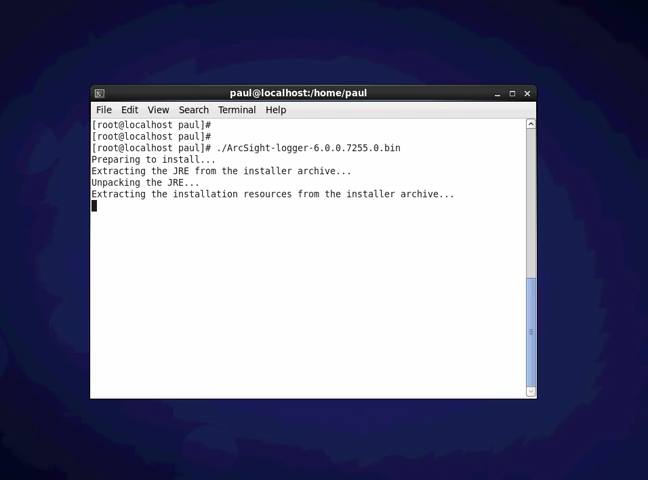 paul@localhost:/home/paul
File Edit View Search Terminal Help
[root@localhost paul]#
[root@localhost paul]#
[root@localhost paul]# ./ArcSight-logger-6.0.0.7255.0.bin
Preparing to install...
Extracting the JRE from the installer archive...
Unpacking the JRE...
Extracting the installation resources from the installer archive...